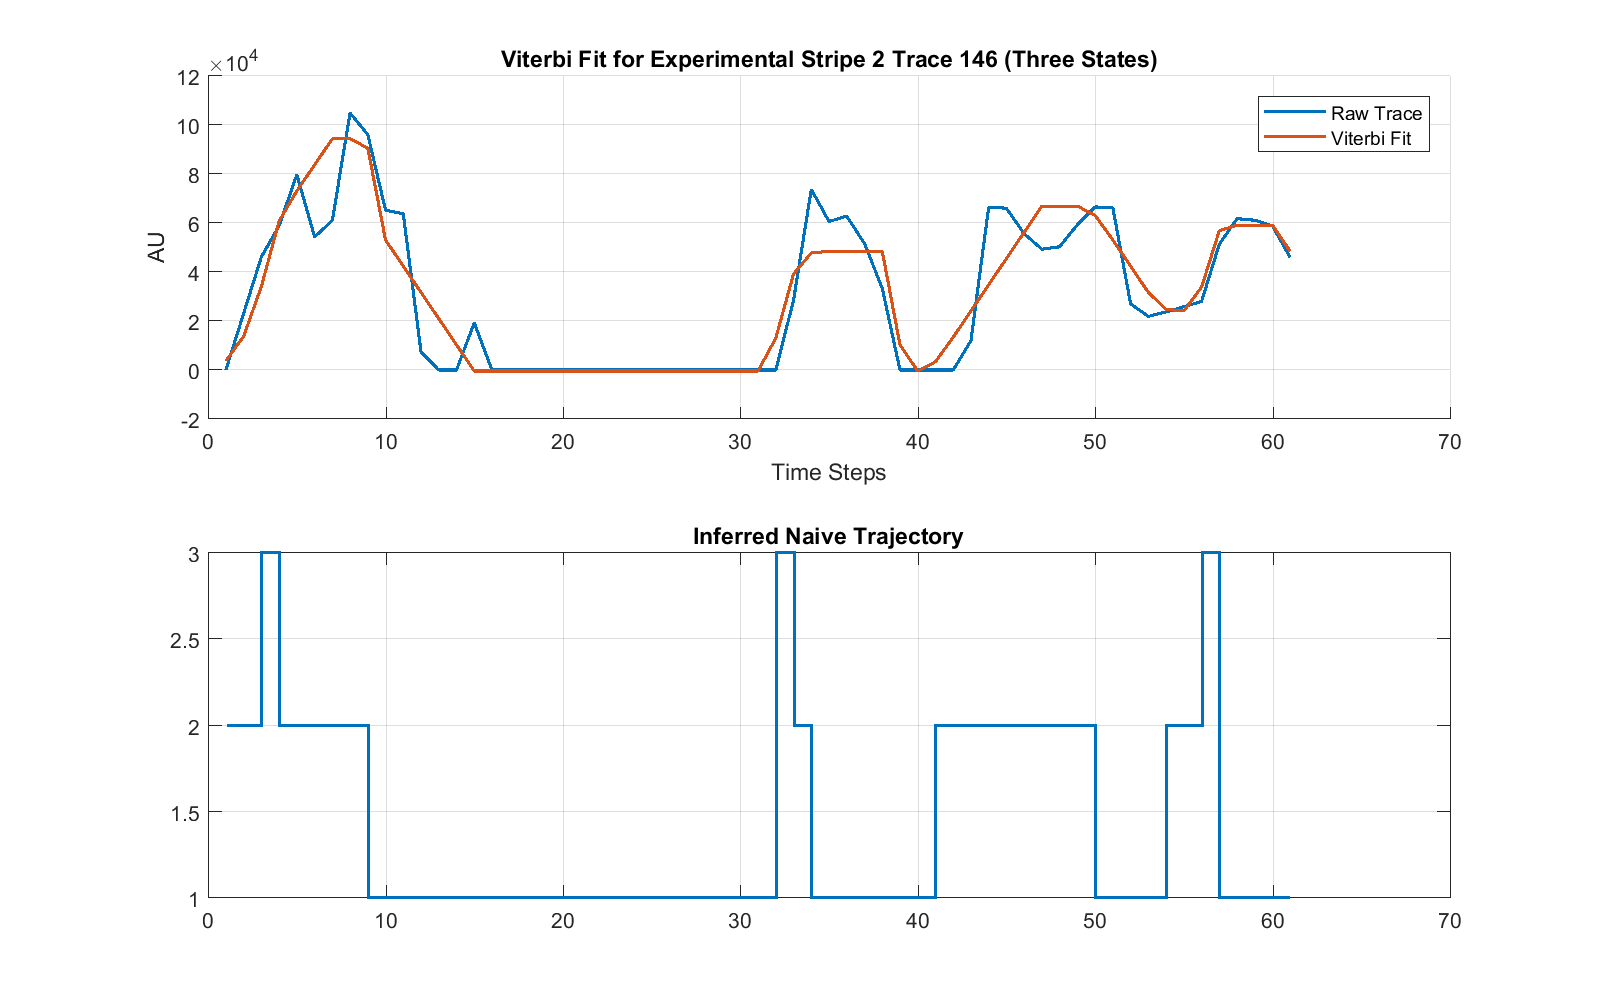 Viterbi Fit for Experimental Stripe 2 Trace 146 (Three States)
×10^4
12
10
8
6
4
2
0
-2
AU
Raw Trace
Viterbi Fit
0 10 20 30 40 50 60 70
Time Steps
Inferred Naive Trajectory
3
2.5
2
1.5
1
0 10 20 30 40 50 60 70